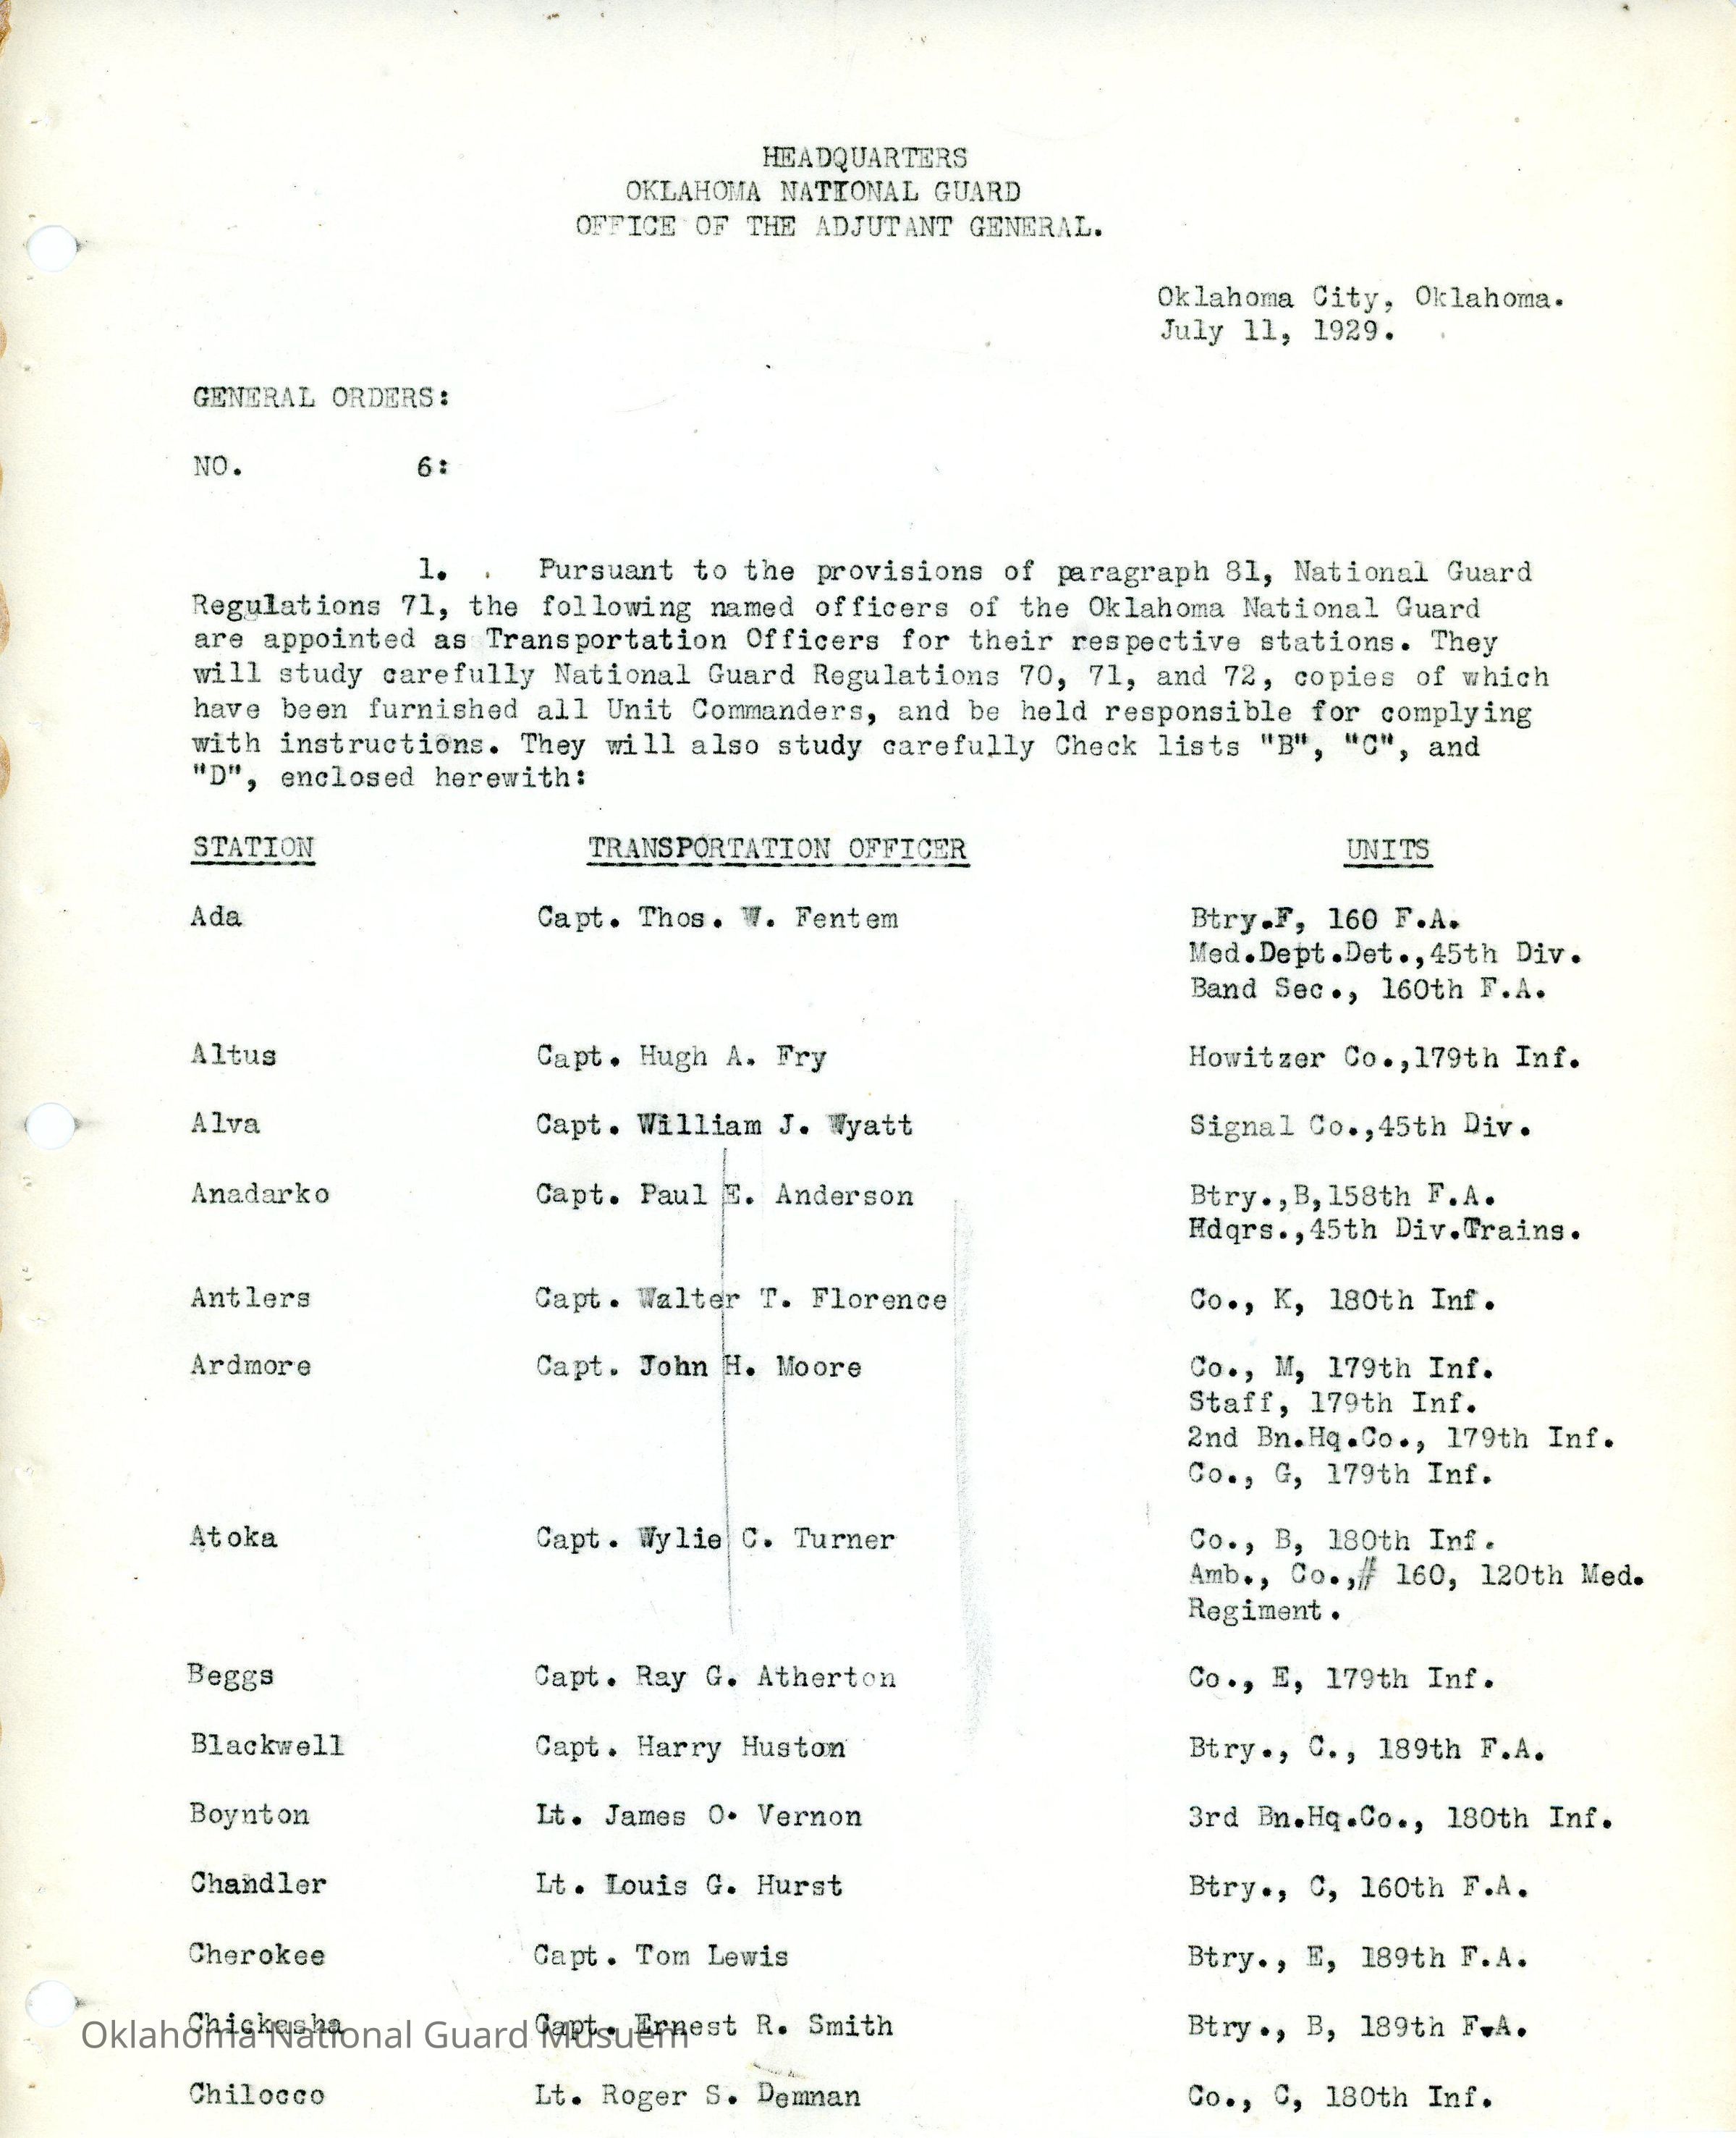 HEADQUARTERS
OKLAHOMA NATIONAL GUARD
OFFICE OF THE ADJUTANT GENERAL.
Oklahoma City, Oklahoma.
July 11, 1929.
GENERAL ORDERS:
NO. 6:
1. Pursuant to the provisions of paragraph 81, National Guard
Regulations 71, the following named officers of the Oklahoma National Guard
are appointed as Transportation Officers for their respective stations. They
will study carefully National Guard Regulations 70, 71, and 72, copies of which
have been furnished all Unit Commanders, and be held responsible for complying
with instructions. They will also study carefully Check lists "B", "C", and
"D", enclosed herewith:
STATION TRANSPORTATION OFFICER UNITS
Ada Capt. Thos. W. Fentem Btry.F, 160 F.A.
Med.Dept.Det.,45th Div.
Band Sec., 160th F.A.
Altus Capt. Hugh A. Fry Howitzer Co.,179th Inf.
Alva Capt. William J. Wyatt Signal Co.,45th Div.
Anadarko Capt. Paul E. Anderson Btry.,B,158th F.A.
Hdqrs.,45th Div.Trains.
Antlers Capt. Walter T. Florence Co., K, 180th Inf.
Ardmore Capt. John H. Moore Co., M, 179th Inf.
Staff, 179th Inf.
2nd Bn.Hq.Co., 179th Inf.
Co., G, 179th Inf.
Atoka Capt. Wylie C. Turner Co., B, 180th Inf.
Amb., Co.,# 160, 120th Med.
Regiment.
Beggs Capt. Ray G. Atherton Co., E, 179th Inf.
Blackwell Capt. Harry Huston Btry., C., 189th F.A.
Boynton Lt. James O. Vernon 3rd Bn.Hq.Co., 180th Inf.
Chandler Lt. Louis G. Hurst Btry., C, 160th F.A.
Cherokee Capt. Tom Lewis Btry., E, 189th F.A.
Chickasha Capt. Ernest R. Smith Btry., B, 189th F.A.
Oklahoma National Guard Musuem
Chilocco Lt. Roger S. Demnan Co., C, 180th Inf.